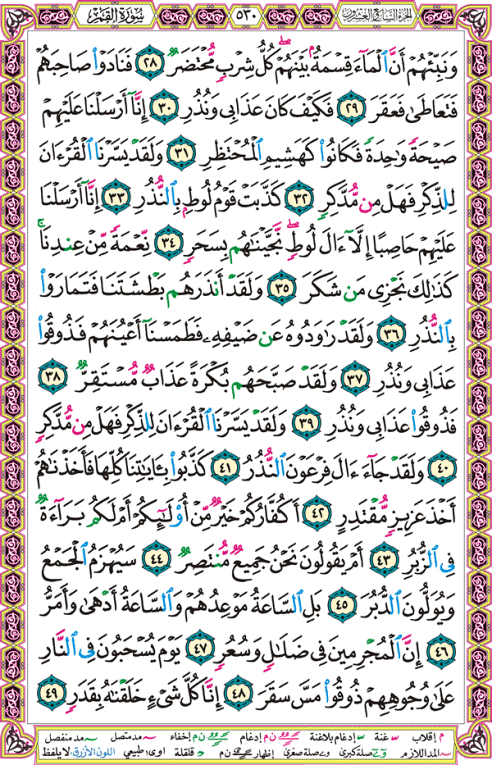 الجزء السابع والعشرون ٥٣٠ سُورَةُ القَمَر
وَنَبِّئْهُمْ أَنَّ ٱلْمَآءَ قِسْمَةٌۢ بَيْنَهُمْ ۖ كُلُّ شِرْبٍ مُّحْتَضَرٌ ٢٨ فَنَادَوْا۟ صَاحِبَهُمْ
فَتَعَاطَىٰ فَعَقَرَ ٢٩ فَكَيْفَ كَانَ عَذَابِى وَنُذُرِ ٣٠ إِنَّآ أَرْسَلْنَا عَلَيْهِمْ
صَيْحَةً وَٰحِدَةً فَكَانُوا۟ كَهَشِيمِ ٱلْمُحْتَظِرِ ٣١ وَلَقَدْ يَسَّرْنَا ٱلْقُرْءَانَ
لِلذِّكْرِ فَهَلْ مِن مُّدَّكِرٍ ٣٢ كَذَّبَتْ قَوْمُ لُوطٍۭ بِٱلنُّذُرِ ٣٣ إِنَّآ أَرْسَلْنَا
عَلَيْهِمْ حَاصِبًا إِلَّآ ءَالَ لُوطٍ ۖ نَّجَّيْنَٰهُم بِسَحَرٍ ٣٤ نِّعْمَةً مِّنْ عِندِنَا ۚ
كَذَٰلِكَ نَجْزِى مَن شَكَرَ ٣٥ وَلَقَدْ أَنذَرَهُم بَطْشَتَنَا فَتَمَارَوْا۟
بِٱلنُّذُرِ ٣٦ وَلَقَدْ رَٰوَدُوهُ عَن ضَيْفِهِۦ فَطَمَسْنَآ أَعْيُنَهُمْ فَذُوقُوا۟
عَذَابِى وَنُذُرِ ٣٧ وَلَقَدْ صَبَّحَهُم بُكْرَةً عَذَابٌ مُّسْتَقِرٌّ ٣٨
فَذُوقُوا۟ عَذَابِى وَنُذُرِ ٣٩ وَلَقَدْ يَسَّرْنَا ٱلْقُرْءَانَ لِلذِّكْرِ فَهَلْ مِن مُّدَّكِرٍ
٤٠ وَلَقَدْ جَآءَ ءَالَ فِرْعَوْنَ ٱلنُّذُرُ ٤١ كَذَّبُوا۟ بِـَٔايَٰتِنَا كُلِّهَا فَأَخَذْنَٰهُمْ
أَخْذَ عَزِيزٍ مُّقْتَدِرٍ ٤٢ أَكُفَّارُكُمْ خَيْرٌ مِّنْ أُو۟لَٰٓئِكُمْ أَمْ لَكُم بَرَآءَةٌ
فِى ٱلزُّبُرِ ٤٣ أَمْ يَقُولُونَ نَحْنُ جَمِيعٌ مُّنتَصِرٌ ٤٤ سَيُهْزَمُ ٱلْجَمْعُ
وَيُوَلُّونَ ٱلدُّبُرَ ٤٥ بَلِ ٱلسَّاعَةُ مَوْعِدُهُمْ وَٱلسَّاعَةُ أَدْهَىٰ وَأَمَرُّ
٤٦ إِنَّ ٱلْمُجْرِمِينَ فِى ضَلَٰلٍ وَسُعُرٍ ٤٧ يَوْمَ يُسْحَبُونَ فِى ٱلنَّارِ
عَلَىٰ وُجُوهِهِمْ ذُوقُوا۟ مَسَّ سَقَرَ ٤٨ إِنَّا كُلَّ شَىْءٍ خَلَقْنَٰهُ بِقَدَرٍ ٤٩
م إقلاب غنة إدغام بلاغنة ن م إدغام ن م إخفاء مد متصل مد منفصل
المد اللازم صلة كبرى صلة صغرى إظهار ن م قلقلة اوى: طبيعي اللون الأزرق: لا يلفظ